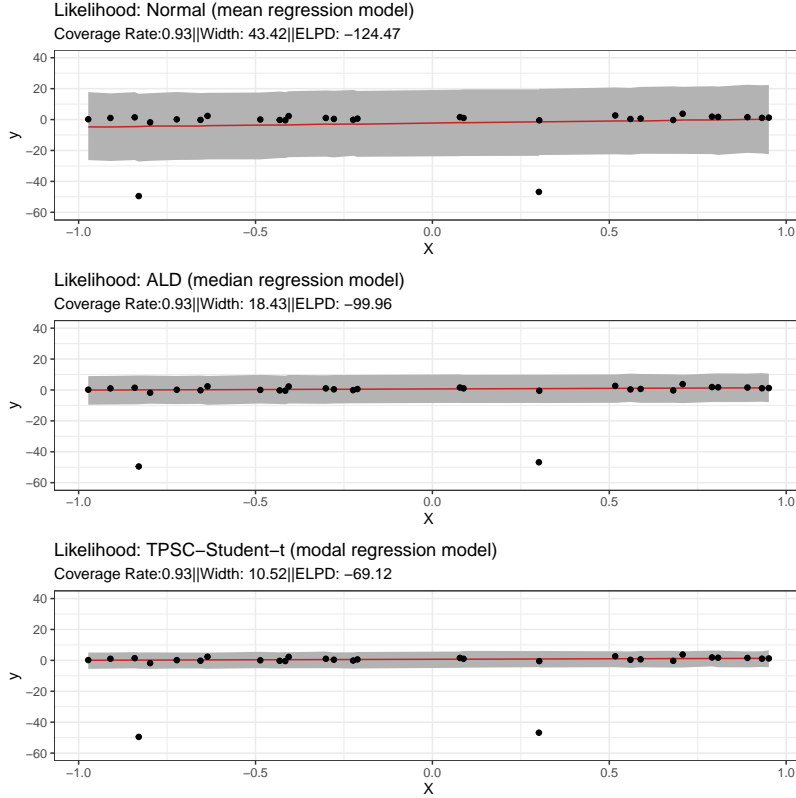 Likelihood: Normal (mean regression model)
Coverage Rate:0.93||Width: 43.42||ELPD: −124.47
40
20
0
−20
−40
−60
y
−1.0 −0.5 0.0 0.5 1.0
X
Likelihood: ALD (median regression model)
Coverage Rate:0.93||Width: 18.43||ELPD: −99.96
40
20
0
−20
−40
−60
y
−1.0 −0.5 0.0 0.5 1.0
X
Likelihood: TPSC−Student−t (modal regression model)
Coverage Rate:0.93||Width: 10.52||ELPD: −69.12
40
20
0
−20
−40
−60
y
−1.0 −0.5 0.0 0.5 1.0
X